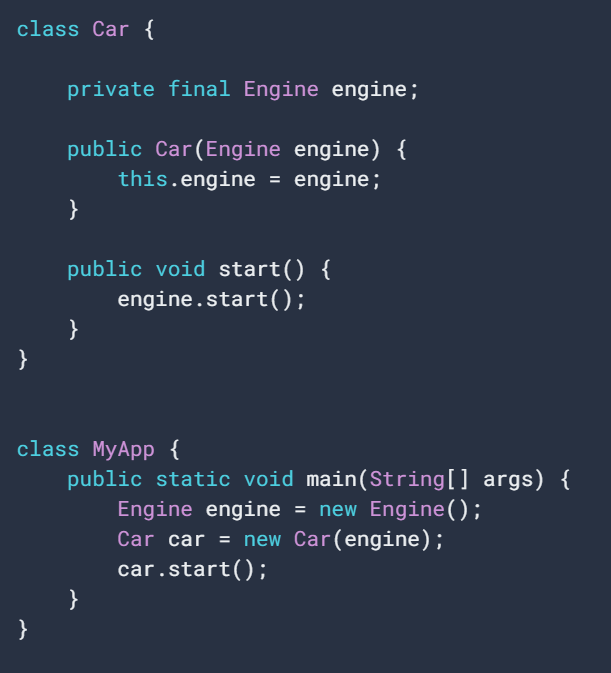 class Car {
    private final Engine engine;
    public Car(Engine engine) {
        this.engine = engine;
    }
    public void start() {
        engine.start();
    }
}
class MyApp {
    public static void main(String[] args) {
        Engine engine = new Engine();
        Car car = new Car(engine);
        car.start();
    }
}